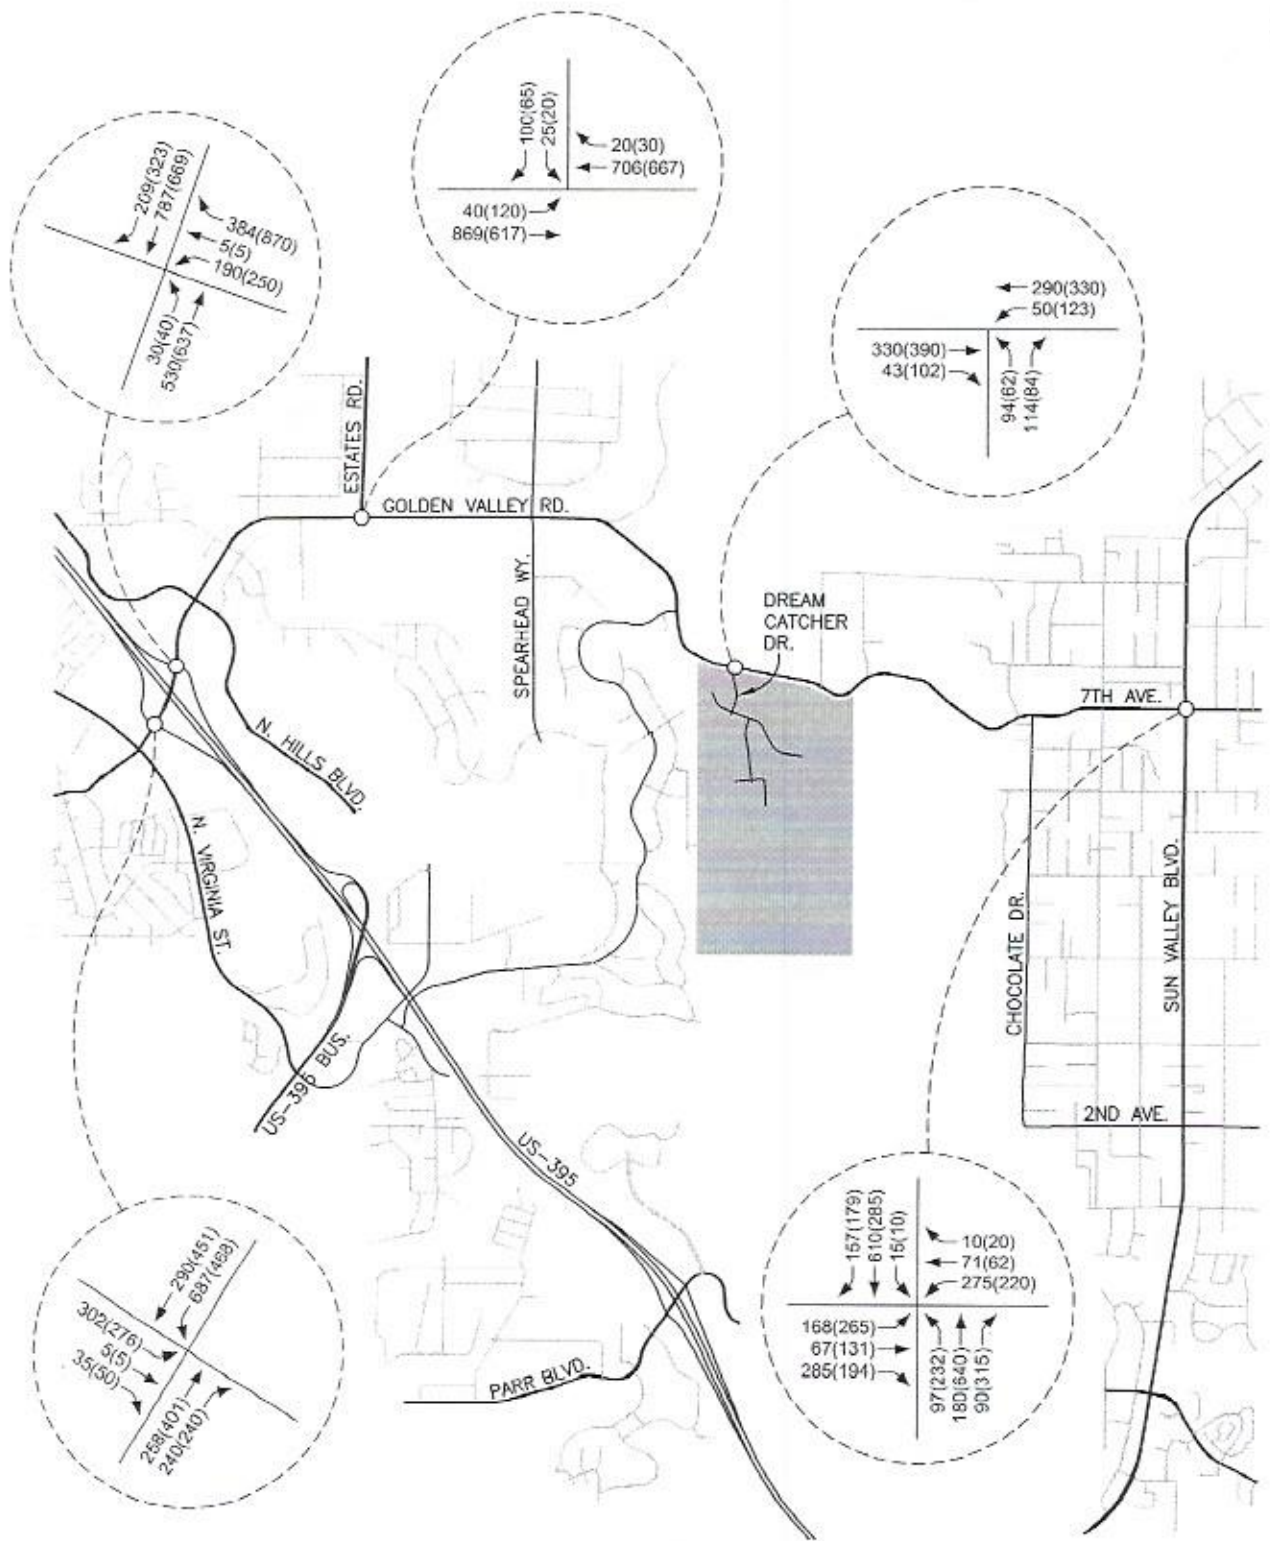 100(65)
25(20)
20(30)
706(667)
40(120)
869(617)
209(323)
787(669)
384(870)
5(5)
190(250)
30(40)
530(637)
290(330)
50(123)
330(390)
43(102)
94(62)
114(84)
ESTATES RD.
GOLDEN VALLEY RD.
SPEARHEAD WY.
DREAM
CATCHER
DR.
7TH AVE.
N. HILLS BLVD.
N. VIRGINIA ST.
CHOCOLATE DR.
SUN VALLEY BLVD.
US-395 BUS.
2ND AVE.
US-395
PARR BLVD.
290(451)
687(468)
302(276)
5(5)
35(50)
258(401)
240(240)
157(179)
610(285)
15(10)
10(20)
71(62)
275(220)
168(265)
67(131)
285(194)
97(232)
180(640)
90(315)